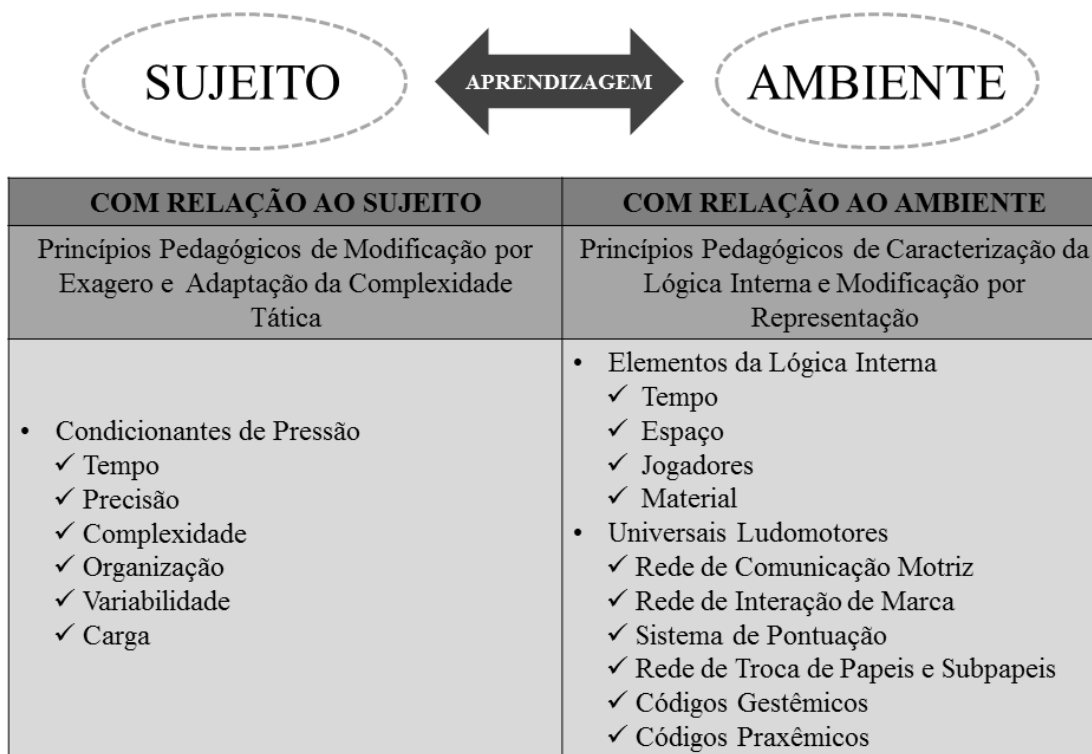 SUJEITO
APRENDIZAGEM
AMBIENTE
COM RELAÇÃO AO SUJEITO
COM RELAÇÃO AO AMBIENTE
Princípios Pedagógicos de Modificação por
Exagero e Adaptação da Complexidade
Tática
Princípios Pedagógicos de Caracterização da
Lógica Interna e Modificação por
Representação
• Condicionantes de Pressão
✓ Tempo
✓ Precisão
✓ Complexidade
✓ Organização
✓ Variabilidade
✓ Carga
• Elementos da Lógica Interna
✓ Tempo
✓ Espaço
✓ Jogadores
✓ Material
• Universais Ludomotores
✓ Rede de Comunicação Motriz
✓ Rede de Interação de Marca
✓ Sistema de Pontuação
✓ Rede de Troca de Papeis e Subpapeis
✓ Códigos Gestêmicos
✓ Códigos Praxêmicos